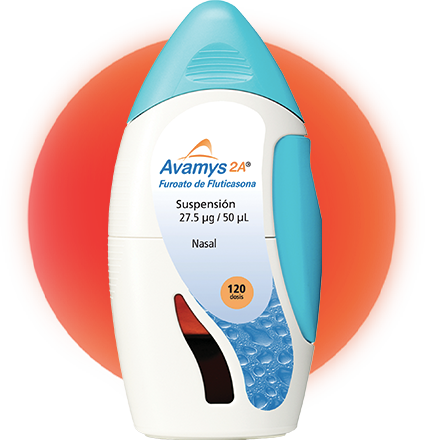 Avamys 2A®
Furoato de Fluticasona
Suspensión
27.5 µg / 50 µL
Nasal
120
dosis